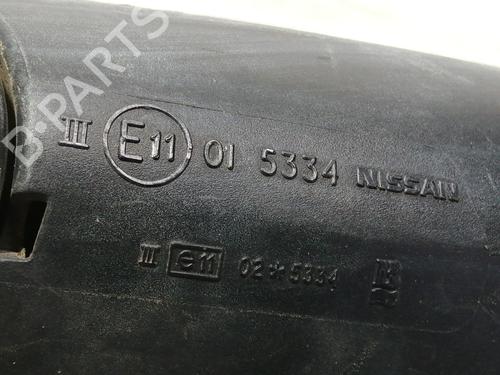 B-PARTS
III E11 01 5334 NISSAN
III e11 02*5334